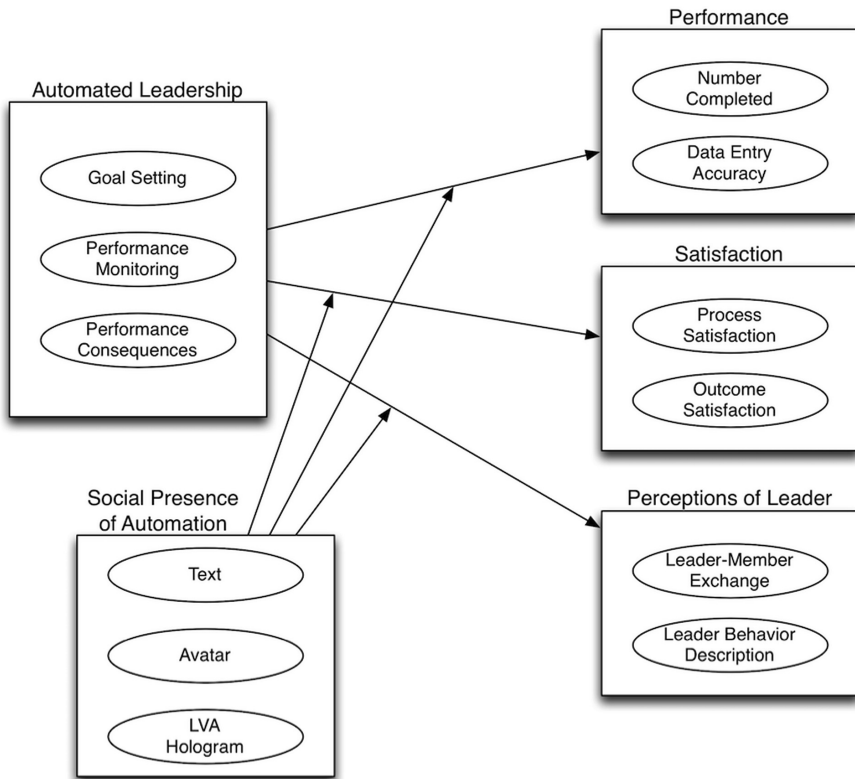 Automated Leadership
Goal Setting
Performance
Monitoring
Performance
Consequences
Social Presence
of Automation
Text
Avatar
LVA
Hologram
Performance
Number
Completed
Data Entry
Accuracy
Satisfaction
Process
Satisfaction
Outcome
Satisfaction
Perceptions of Leader
Leader-Member
Exchange
Leader Behavior
Description